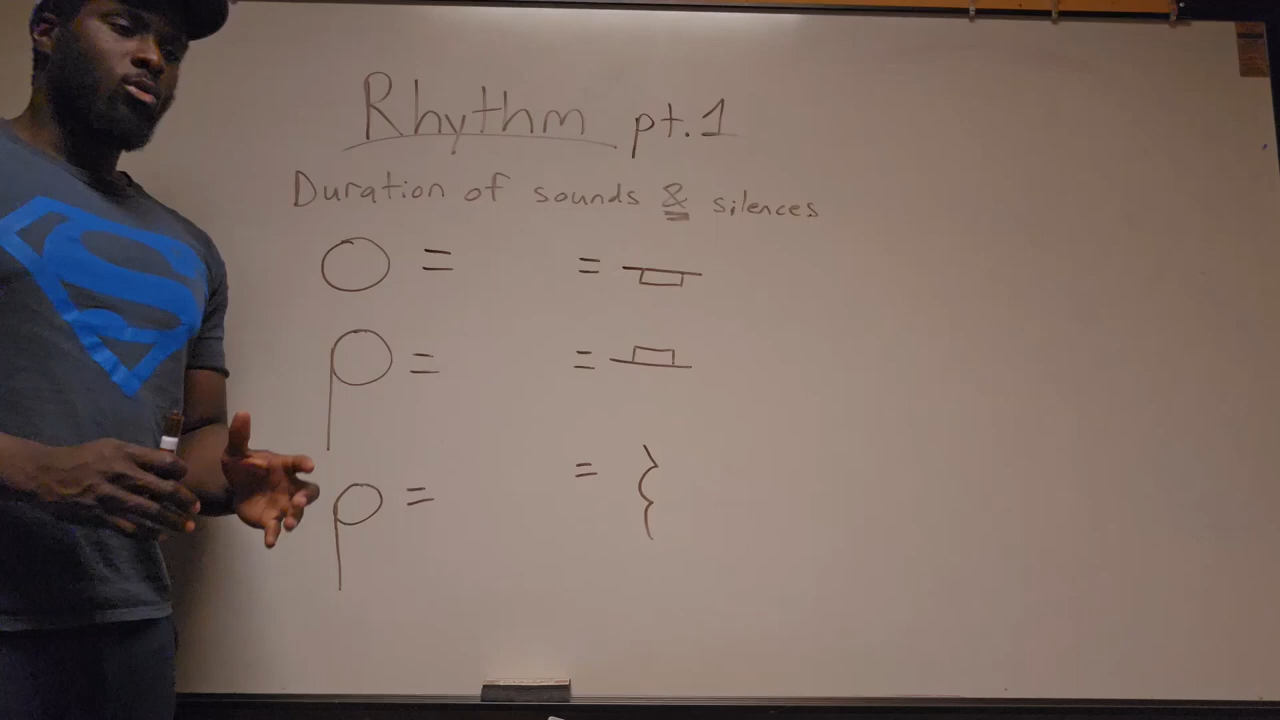 Rhythm pt.1
Duration of sounds & silences
= =
= =
= =